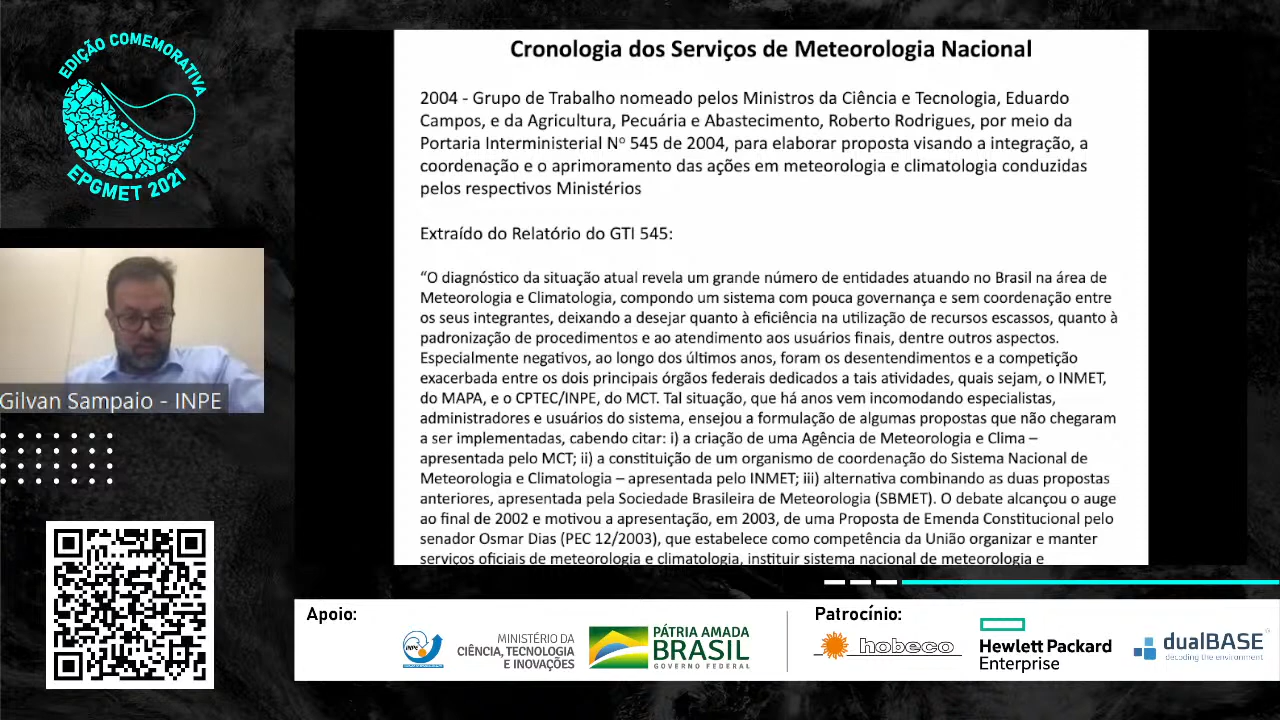 EDIÇÃO COMEMORATIVA
EPGMET 2021
Gilvan Sampaio - INPE
Cronologia dos Serviços de Meteorologia Nacional
2004 - Grupo de Trabalho nomeado pelos Ministros da Ciência e Tecnologia, Eduardo
Campos, e da Agricultura, Pecuária e Abastecimento, Roberto Rodrigues, por meio da
Portaria Interministerial Nº 545 de 2004, para elaborar proposta visando a integração, a
coordenação e o aprimoramento das ações em meteorologia e climatologia conduzidas
pelos respectivos Ministérios
Extraído do Relatório do GTI 545:
“O diagnóstico da situação atual revela um grande número de entidades atuando no Brasil na área de
Meteorologia e Climatologia, compondo um sistema com pouca governança e sem coordenação entre
os seus integrantes, deixando a desejar quanto à eficiência na utilização de recursos escassos, quanto à
padronização de procedimentos e ao atendimento aos usuários finais, dentre outros aspectos.
Especialmente negativos, ao longo dos últimos anos, foram os desentendimentos e a competição
exacerbada entre os dois principais órgãos federais dedicados a tais atividades, quais sejam, o INMET,
do MAPA, e o CPTEC/INPE, do MCT. Tal situação, que há anos vem incomodando especialistas,
administradores e usuários do sistema, ensejou a formulação de algumas propostas que não chegaram
a ser implementadas, cabendo citar: i) a criação de uma Agência de Meteorologia e Clima –
apresentada pelo MCT; ii) a constituição de um organismo de coordenação do Sistema Nacional de
Meteorologia e Climatologia – apresentada pelo INMET; iii) alternativa combinando as duas propostas
anteriores, apresentada pela Sociedade Brasileira de Meteorologia (SBMET). O debate alcançou o auge
ao final de 2002 e motivou a apresentação, em 2003, de uma Proposta de Emenda Constitucional pelo
senador Osmar Dias (PEC 12/2003), que estabelece como competência da União organizar e manter
serviços oficiais de meteorologia e climatologia, instituir sistema nacional de meteorologia e
Apoio:
INPE
MINISTÉRIO DA
CIÊNCIA, TECNOLOGIA
E INOVAÇÕES
PÁTRIA AMADA
BRASIL
GOVERNO FEDERAL
Patrocínio:
hobeco
Hewlett Packard
Enterprise
dualBASE
decoding the environment